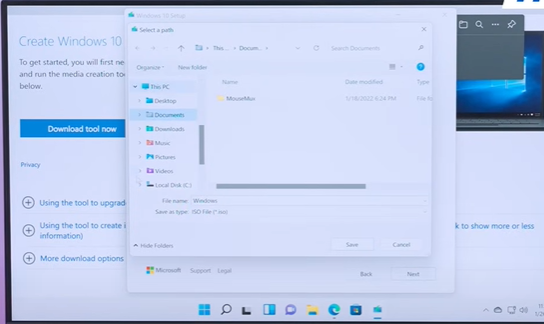 Windows 10 Setup
Select a path
This... Docum...
Search Documents
Create Windows 10
Organize
New folder
To get started, you will first ne
and run the media creation to
below.
This PC
Name
Date modified
Type
Desktop
MouseMux
1/18/2022 6:24 PM
File fo
Documents
Download tool now
Downloads
Music
Pictures
Privacy
Videos
Local Disk (C:)
File name: Windows
Using the tool to upgrad
Save as type: ISO File (*.iso)
Using the tool to create i
k to show more or less
information)
Hide Folders
Save
Cancel
More download options
Microsoft Support Legal
Back
Next